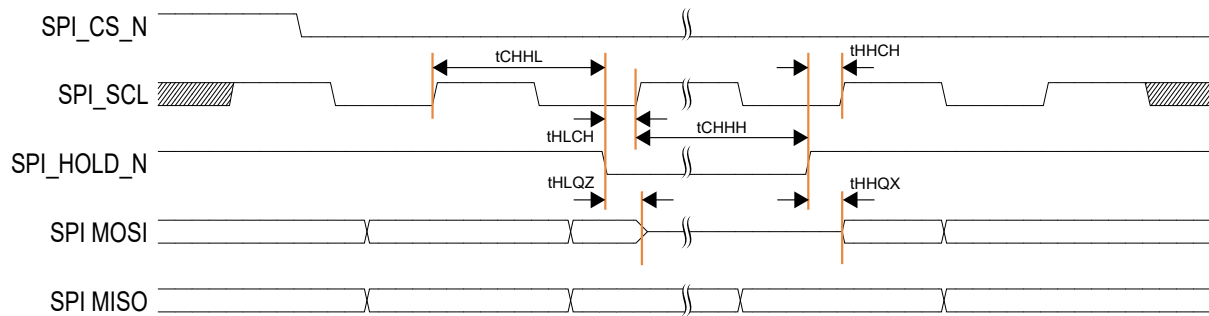 SPI_CS_N
tCHHL
tHHCH
SPI_SCL
tHLCH
tCHHH
SPI_HOLD_N
tHLQZ
tHHQX
SPI MOSI
SPI MISO